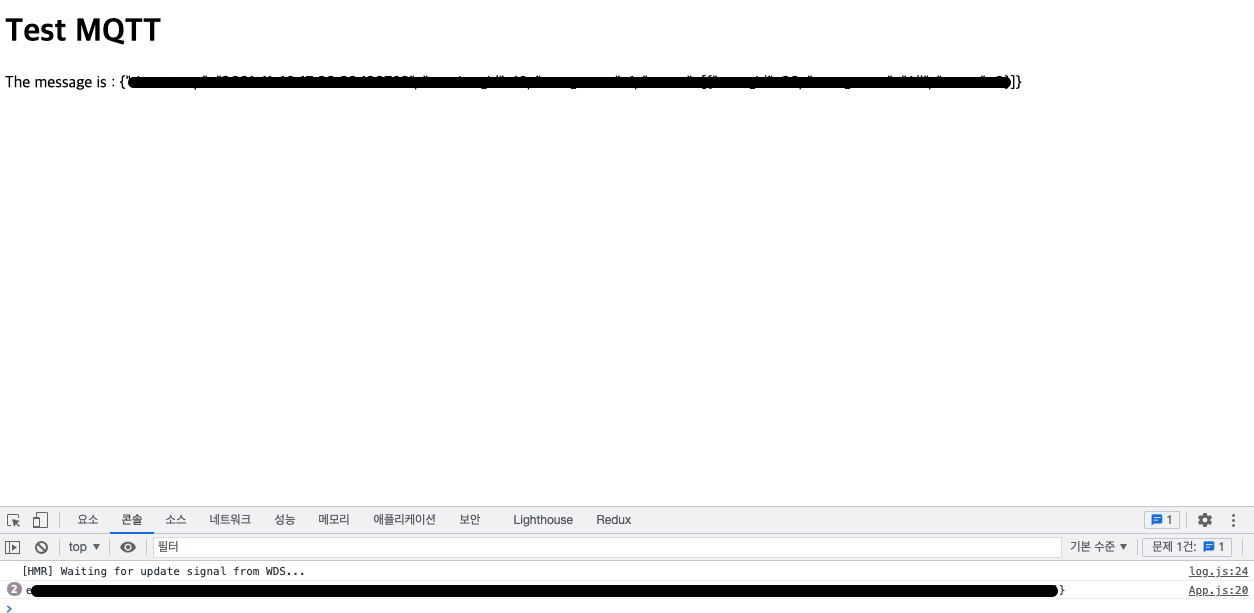 Test MQTT
The message is : {" ]}
요소 콘솔 소스 네트워크 성능 메모리 애플리케이션 보안 Lighthouse Redux 1
top ▼ 필터 기본 수준 ▼ 문제 1건: 1
[HMR] Waiting for update signal from WDS... log.js:24
2 e } App.js:20
>